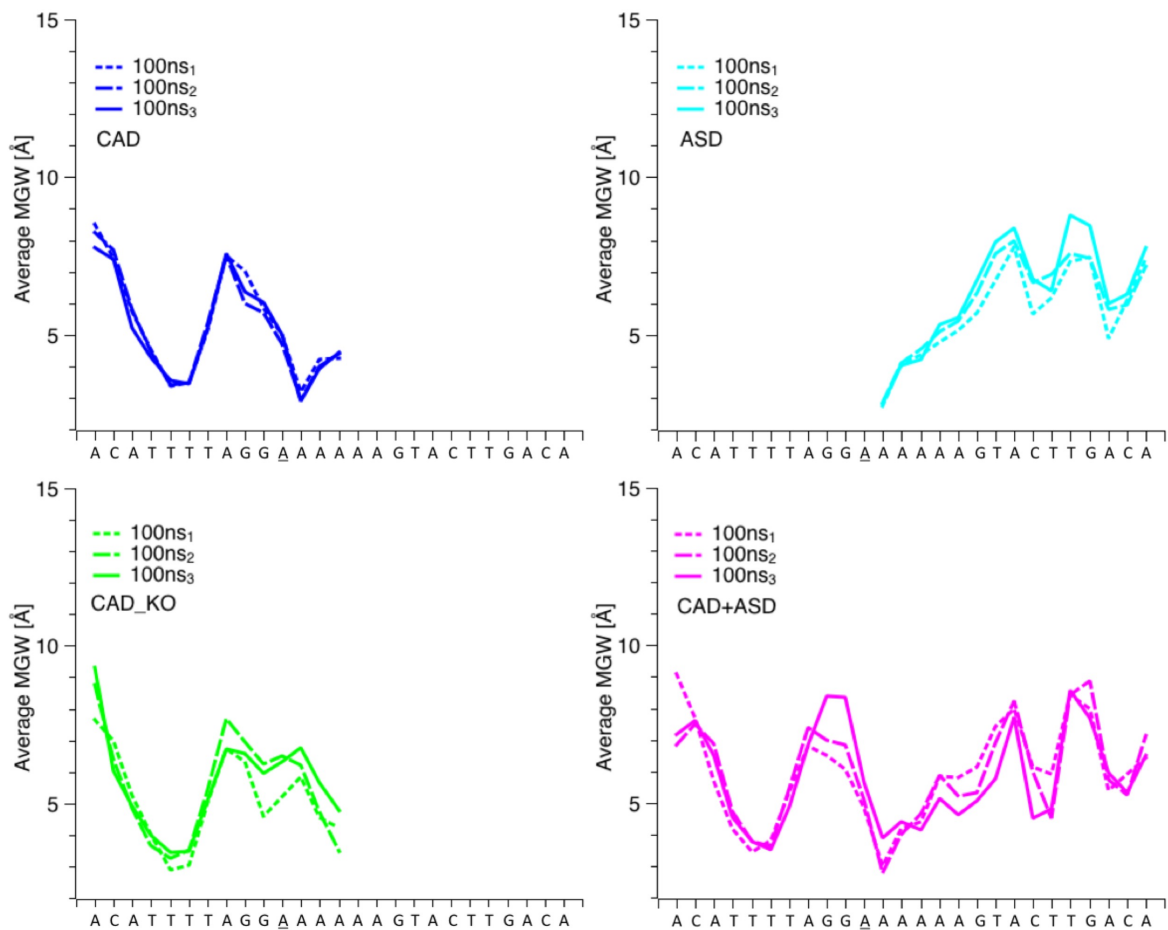 15
10
5
Average MGW [Å]
100ns₁
100ns₂
100ns₃
CAD
A C A T T T T A G G A A A A A A G T A C T T G A C A
15
10
5
Average MGW [Å]
100ns₁
100ns₂
100ns₃
ASD
A C A T T T T A G G A A A A A A G T A C T T G A C A
15
10
5
Average MGW [Å]
100ns₁
100ns₂
100ns₃
CAD_KO
A C A T T T T A G G A A A A A A G T A C T T G A C A
15
10
5
Average MGW [Å]
100ns₁
100ns₂
100ns₃
CAD+ASD
A C A T T T T A G G A A A A A A G T A C T T G A C A